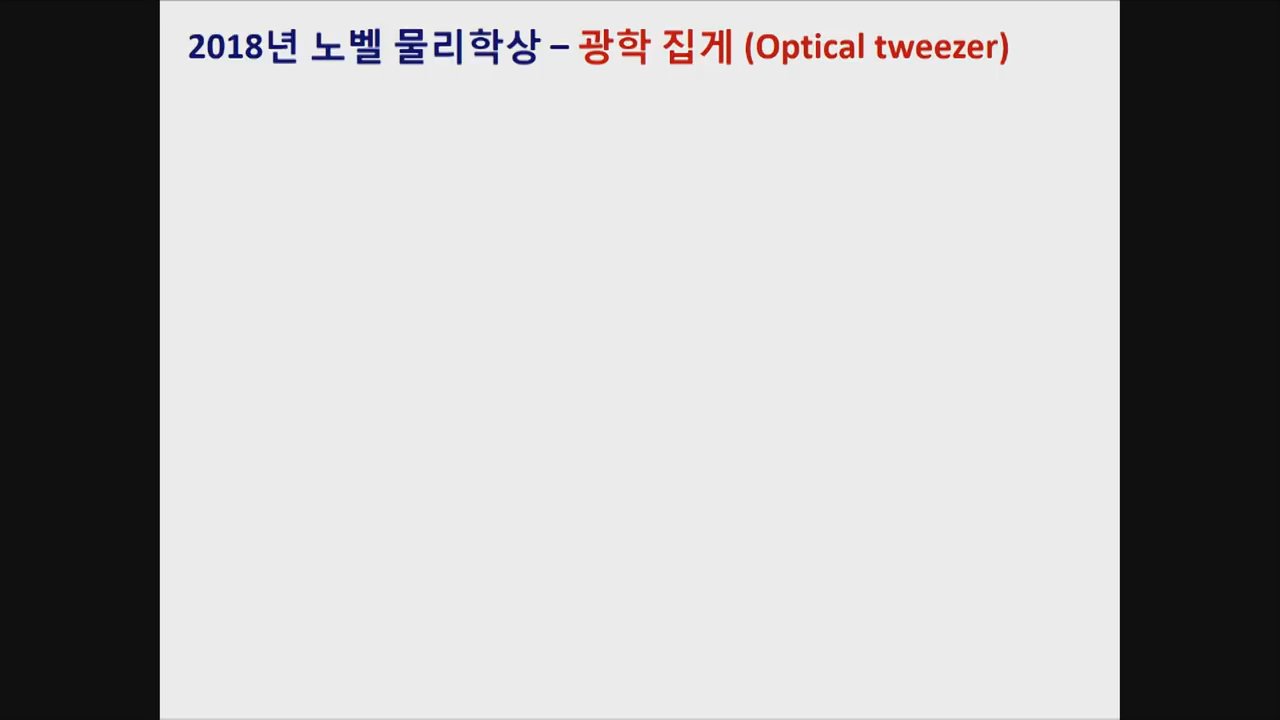 2018년 노벨 물리학상 – 광학 집게 (Optical tweezer)